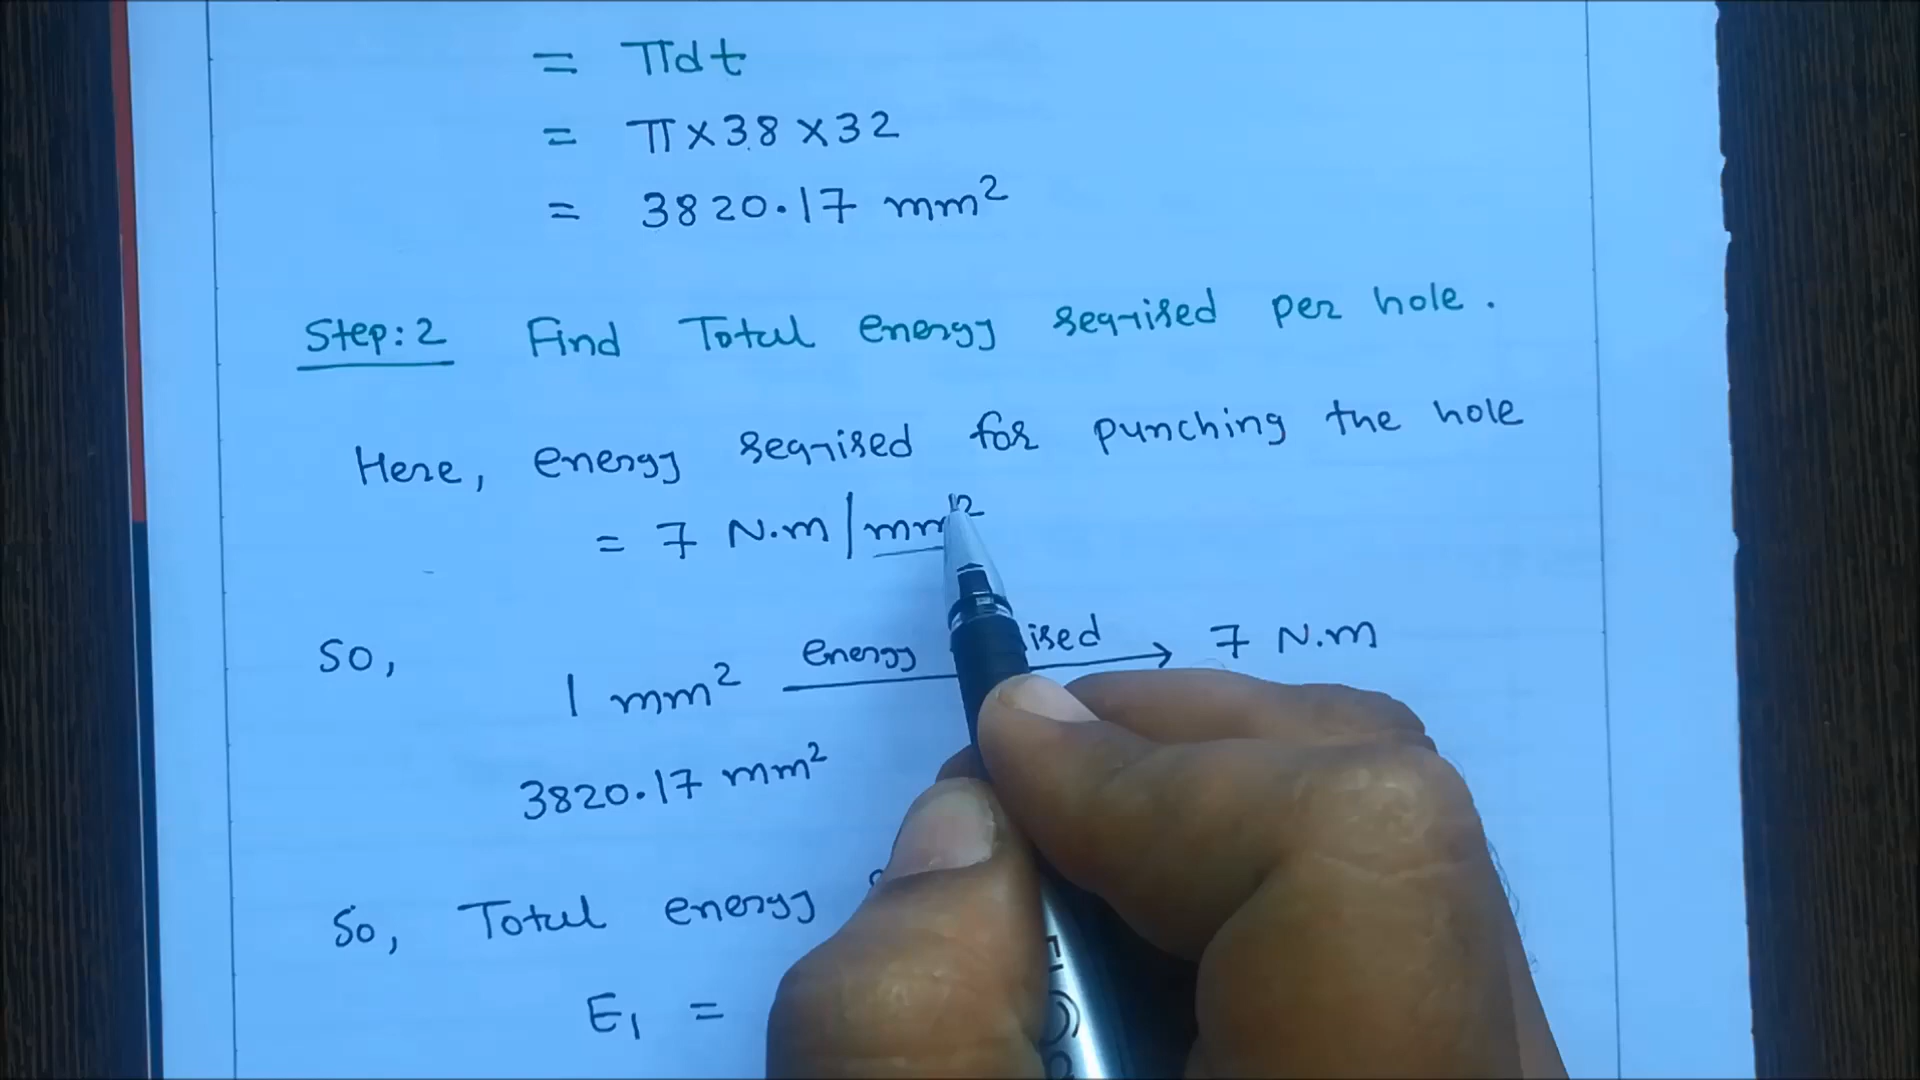 = πdt
= π×38×32
= 3820.17 mm²
Step:2 Find Total energy required per hole.
Here, energy required for punching the hole
= 7 N.m/mm²
So,
1 mm² energy → 7 N.m
3820.17 mm²
So, Total energy
E₁ =